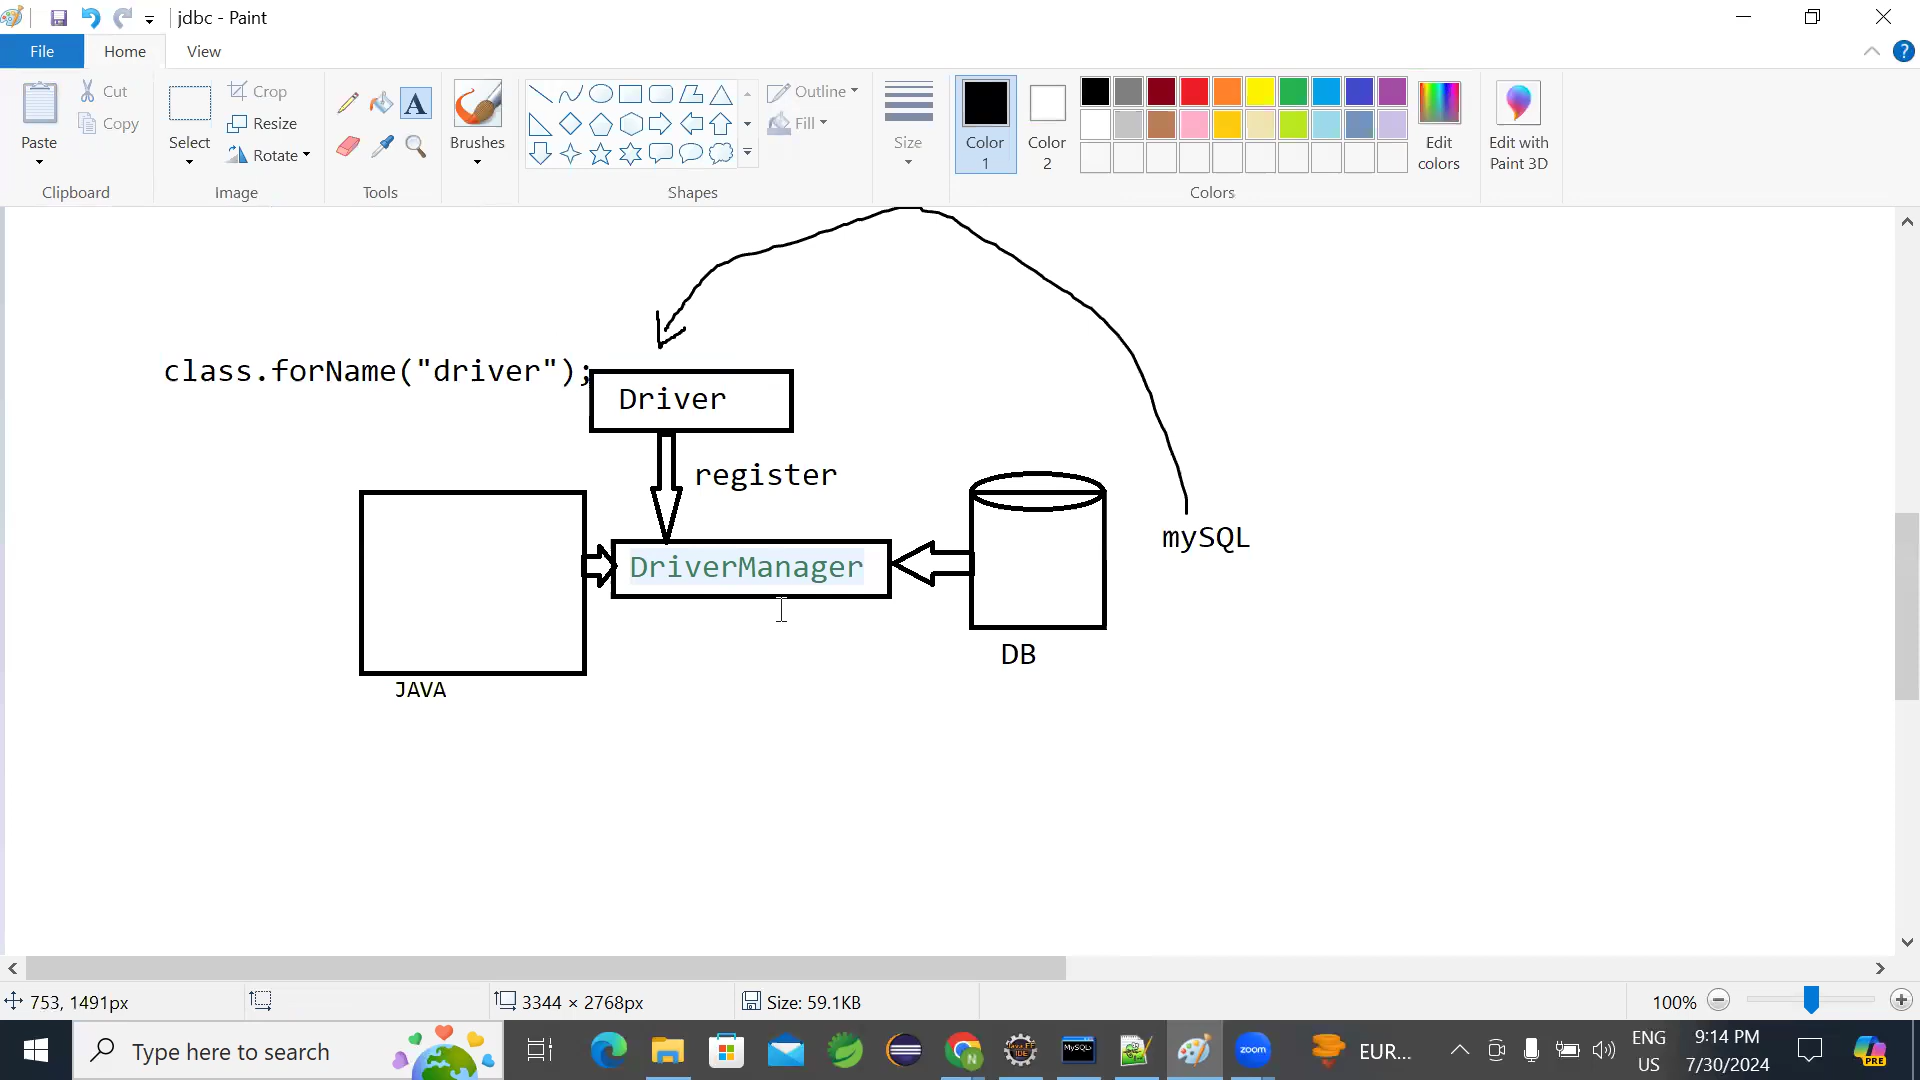 jdbc - Paint
File Home View
Paste
Cut
Copy
Clipboard
Select
Crop
Resize
Rotate
Image
A
Tools
Brushes
Shapes
Outline
Fill
Size
Color
1
Color
2
Colors
Edit
colors
Edit with
Paint 3D
class.forName("driver");
Driver
register
DriverManager
mySQL
DB
JAVA
753, 1491px
3344 × 2768px
Size: 59.1KB
100%
Type here to search
MySQL
zoom
EUR...
ENG
US
9:14 PM
7/30/2024
PRE